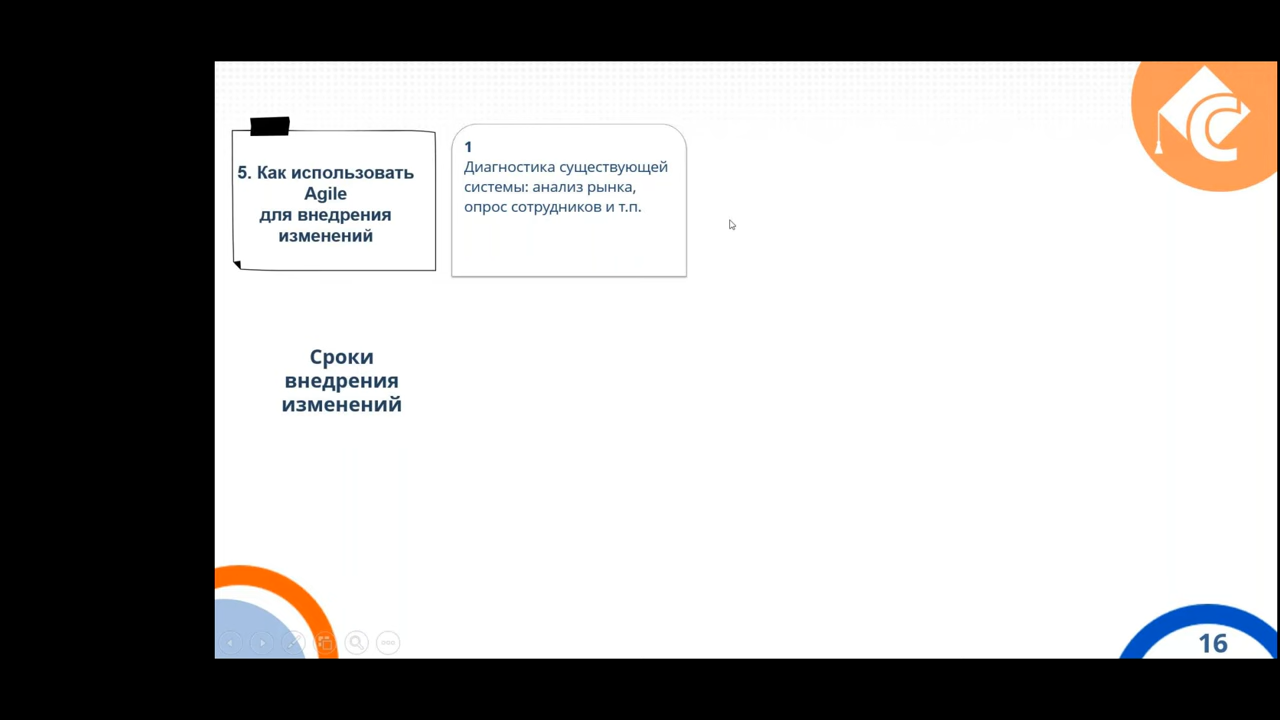 5. Как использовать
Agile
для внедрения
изменений
1
Диагностика существующей
системы: анализ рынка,
опрос сотрудников и т.п.
Сроки
внедрения
изменений
C
16